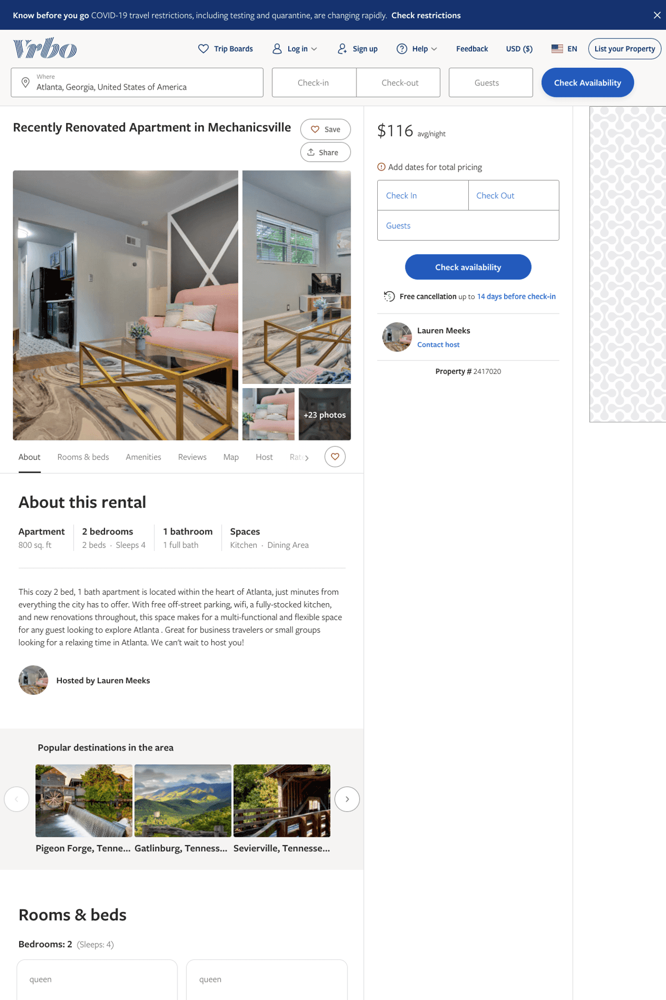 Know before you go COVID-19 travel restrictions, including testing and quarantine, are changing rapidly. Check restrictions
Vrbo
Trip Boards
Log in
Sign up
Help
Feedback
USD ($)
EN
List your Property
Where
Atlanta, Georgia, United States of America
Check-in
Check-out
Guests
Check Availability
Recently Renovated Apartment in Mechanicsville
Save
Share
+23 photos
$116 avg/night
Add dates for total pricing
Check In
Check Out
Guests
Check availability
Free cancellation up to 14 days before check-in
Lauren Meeks
Contact host
Property # 2417020
About
Rooms & beds
Amenities
Reviews
Map
Host
Rate
About this rental
Apartment
800 sq. ft
2 bedrooms
2 beds · Sleeps 4
1 bathroom
1 full bath
Spaces
Kitchen · Dining Area
This cozy 2 bed, 1 bath apartment is located within the heart of Atlanta, just minutes from
everything the city has to offer. With free off-street parking, wifi, a fully-stocked kitchen,
and new renovations throughout, this space makes for a multi-functional and flexible space
for any guest looking to explore Atlanta . Great for business travelers or small groups
looking for a relaxing time in Atlanta. We can't wait to host you!
Hosted by Lauren Meeks
Popular destinations in the area
Pigeon Forge, Tenne...
Gatlinburg, Tenness...
Sevierville, Tennesse...
Rooms & beds
Bedrooms: 2 (Sleeps: 4)
queen
queen